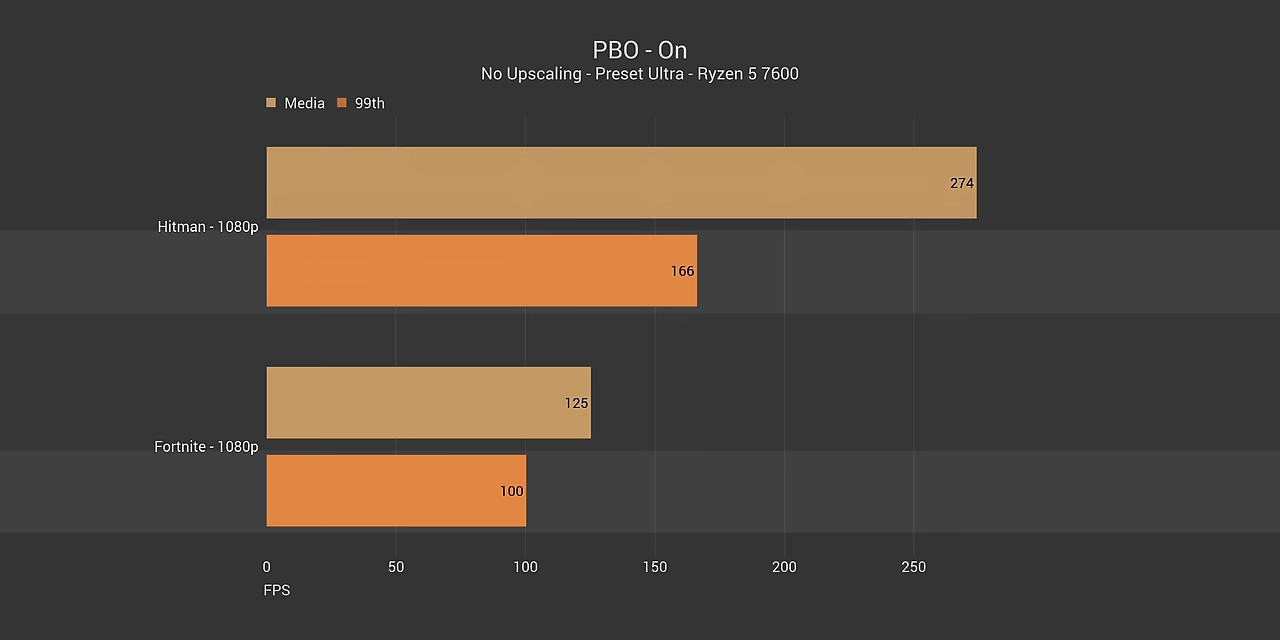 PBO - On
No Upscaling - Preset Ultra - Ryzen 5 7600
Media 99th
274
Hitman - 1080p
166
125
Fortnite - 1080p
100
0 50 100 150 200 250
FPS